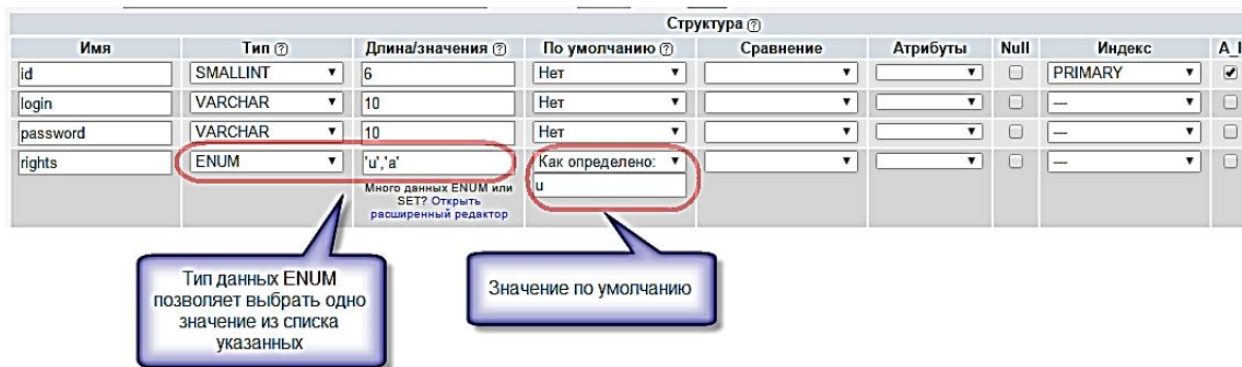 Структура
Имя Тип Длина/значения По умолчанию Сравнение Атрибуты Null Индекс A_I
id SMALLINT 6 Нет PRIMARY
login VARCHAR 10 Нет ---
password VARCHAR 10 Нет ---
rights ENUM 'u','a' Как определено: ---
u
Много данных ENUM или
SET? Открыть
расширенный редактор
Тип данных ENUM
позволяет выбрать одно
значение из списка
указанных
Значение по умолчанию